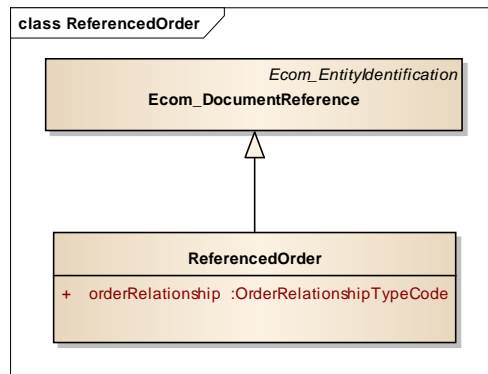 class ReferencedOrder
Ecom_EntityIdentification
Ecom_DocumentReference
ReferencedOrder
+ orderRelationship :OrderRelationshipTypeCode